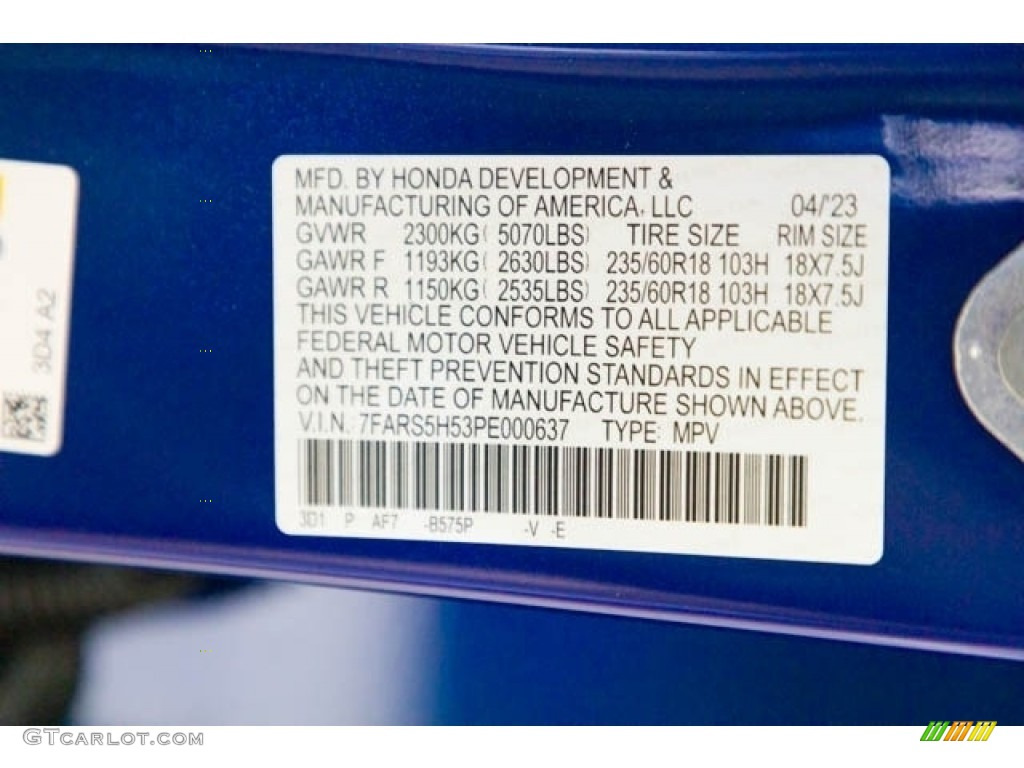 MFD. BY HONDA DEVELOPMENT &
MANUFACTURING OF AMERICA, LLC 04/'23
GVWR 2300KG( 5070LBS) TIRE SIZE RIM SIZE
GAWR F 1193KG( 2630LBS) 235/60R18 103H 18X7.5J
GAWR R 1150KG( 2535LBS) 235/60R18 103H 18X7.5J
THIS VEHICLE CONFORMS TO ALL APPLICABLE
FEDERAL MOTOR VEHICLE SAFETY
AND THEFT PREVENTION STANDARDS IN EFFECT
ON THE DATE OF MANUFACTURE SHOWN ABOVE.
V.I.N. 7FARS5H53PE000637 TYPE: MPV
3D1 P AF7 -B575P -V -E
3D4 A2
GTCARLOT.COM